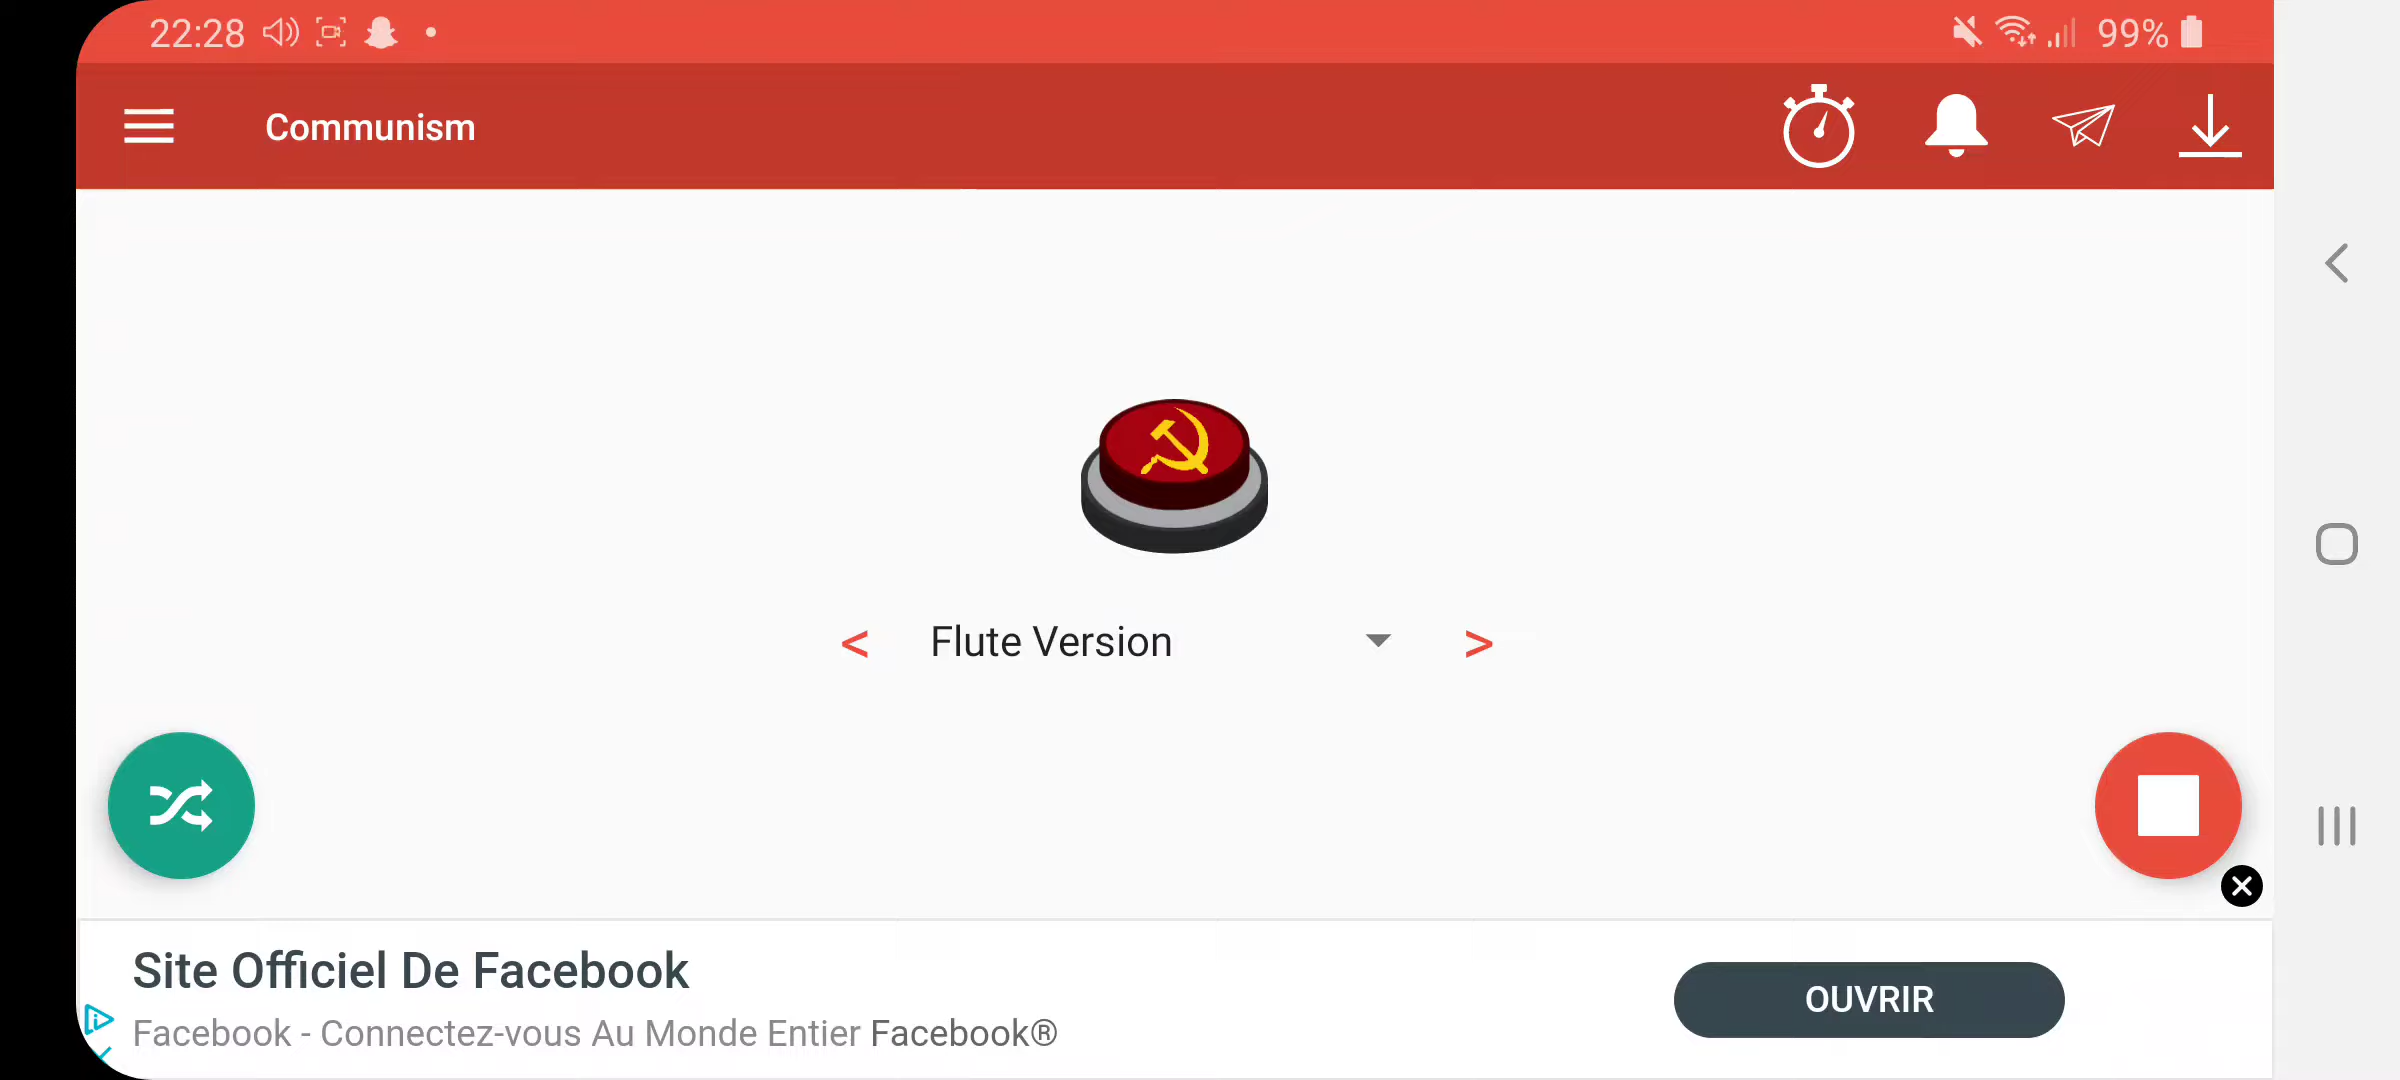 22:28
99%
Communism
< Flute Version >
Site Officiel De Facebook
Facebook - Connectez-vous Au Monde Entier Facebook®
OUVRIR